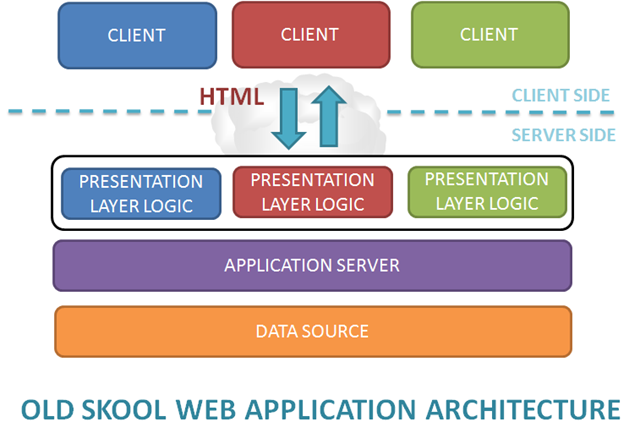 CLIENT
CLIENT
CLIENT
HTML
CLIENT SIDE
SERVER SIDE
PRESENTATION
LAYER LOGIC
PRESENTATION
LAYER LOGIC
PRESENTATION
LAYER LOGIC
APPLICATION SERVER
DATA SOURCE
OLD SKOOL WEB APPLICATION ARCHITECTURE